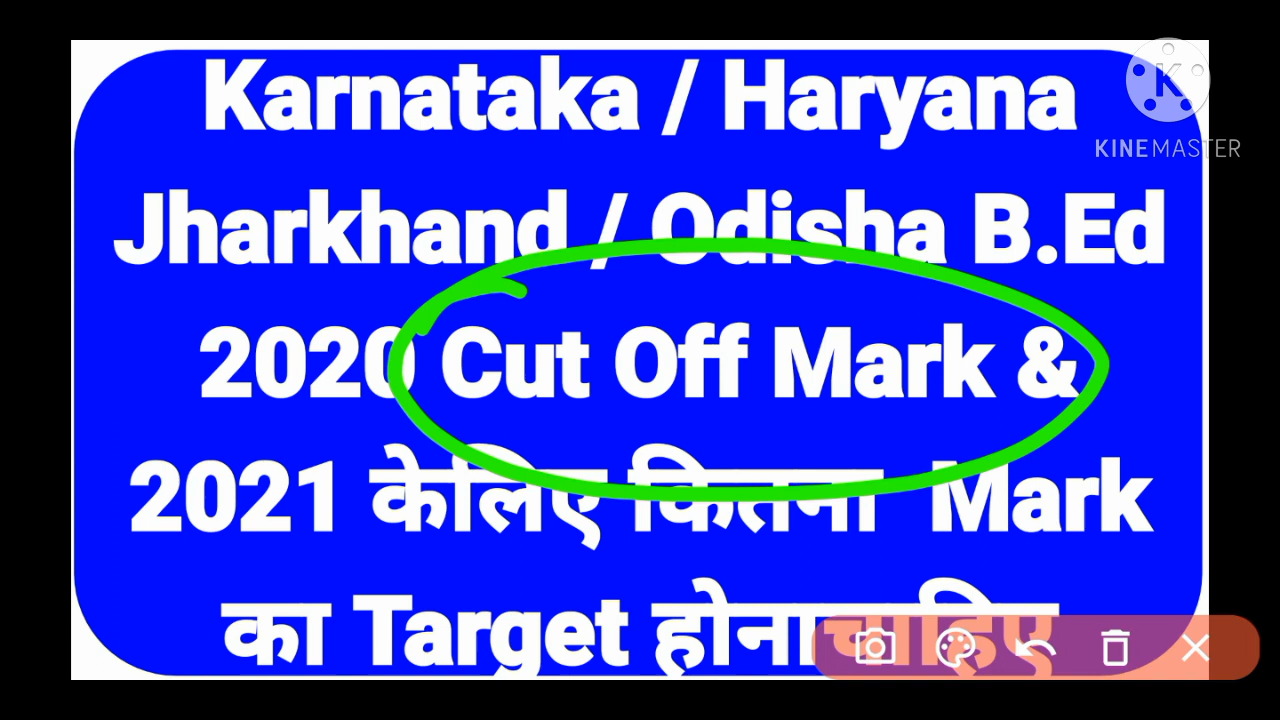 Karnataka / Haryana
Jharkhand / Odisha B.Ed
2020 Cut Off Mark &
2021 केलिए कितना Mark
का Target होना चाहिए
K
KINEMASTER